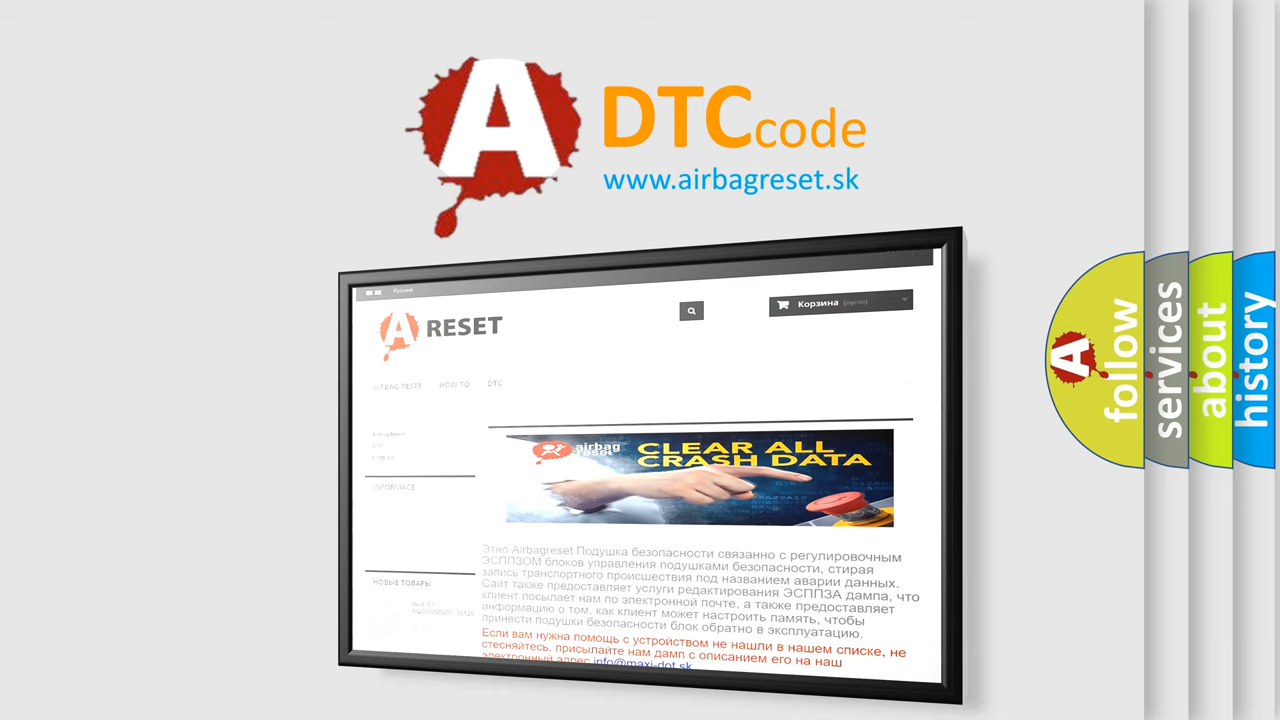 A
DTC code
www.airbagreset.sk
Русский
A RESET
Корзина (пусто)
AIRBAG RESET HOW TO DTC
INFORMACE
airbag
reset
CLEAR ALL
CRASH DATA
НОВЫЕ ТОВАРЫ
Этно Airbagreset Подушка безопасности связанно с регулировочным
ЭСППЗОМ блоков управления подушками безопасности, стирая
запись транспортного происшествия под названием аварии данных.
Сайт также предоставляет услуги редактирования ЭСППЗА дампа, что
клиент посылает нам по электронной почте, а также предоставляет
информацию о том, как клиент может настроить память, чтобы
принести подушки безопасности блок обратно в эксплуатацию.
Если вам нужна помощь с устройством не нашли в нашем списке, не
стесняйтесь, присылайте нам дамп с описанием его на наш
электронный адрес info@maxi-dot.sk
A
follow
services
about
history